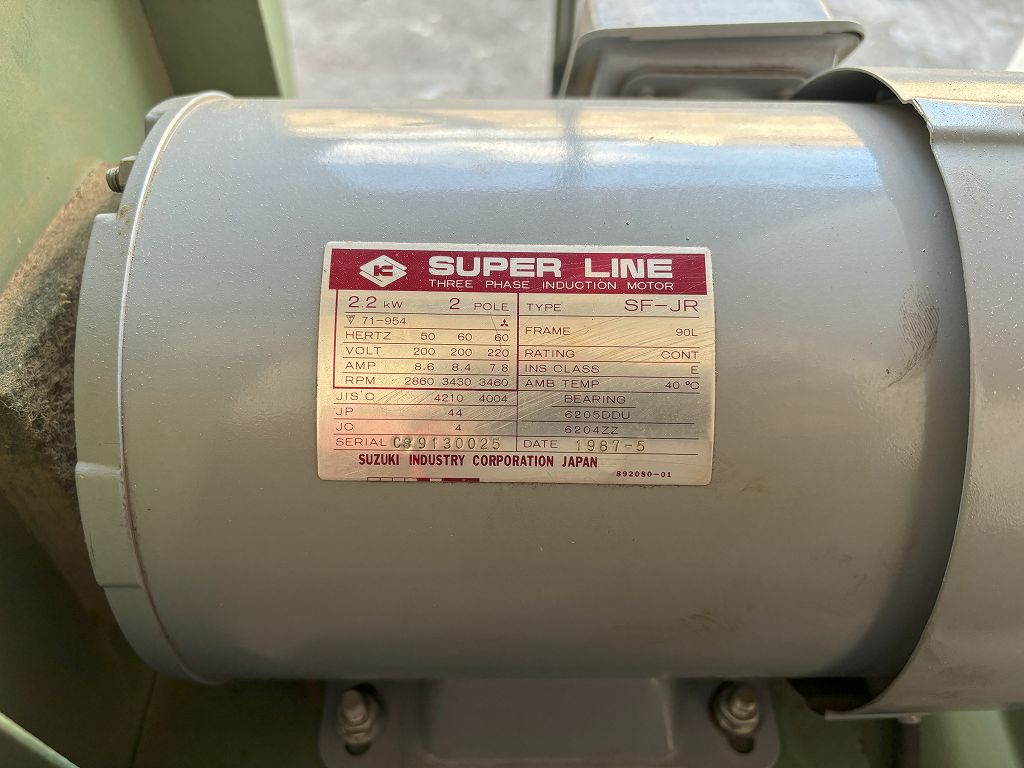 K SUPER LINE
THREE PHASE INDUCTION MOTOR
2.2 kW 2 POLE TYPE SF-JR
71-954
HERTZ 50 60 60 FRAME 90L
VOLT 200 200 220 RATING CONT
AMP 8.6 8.4 7.8 INS CLASS E
RPM 2860 3430 3460 AMB TEMP 40 °C
JIS C 4210 4004 BEARING
JP 44 6205DDU
JC 4 6204ZZ
SERIAL C89130025 DATE 1987-5
SUZUKI INDUSTRY CORPORATION JAPAN
892080-01